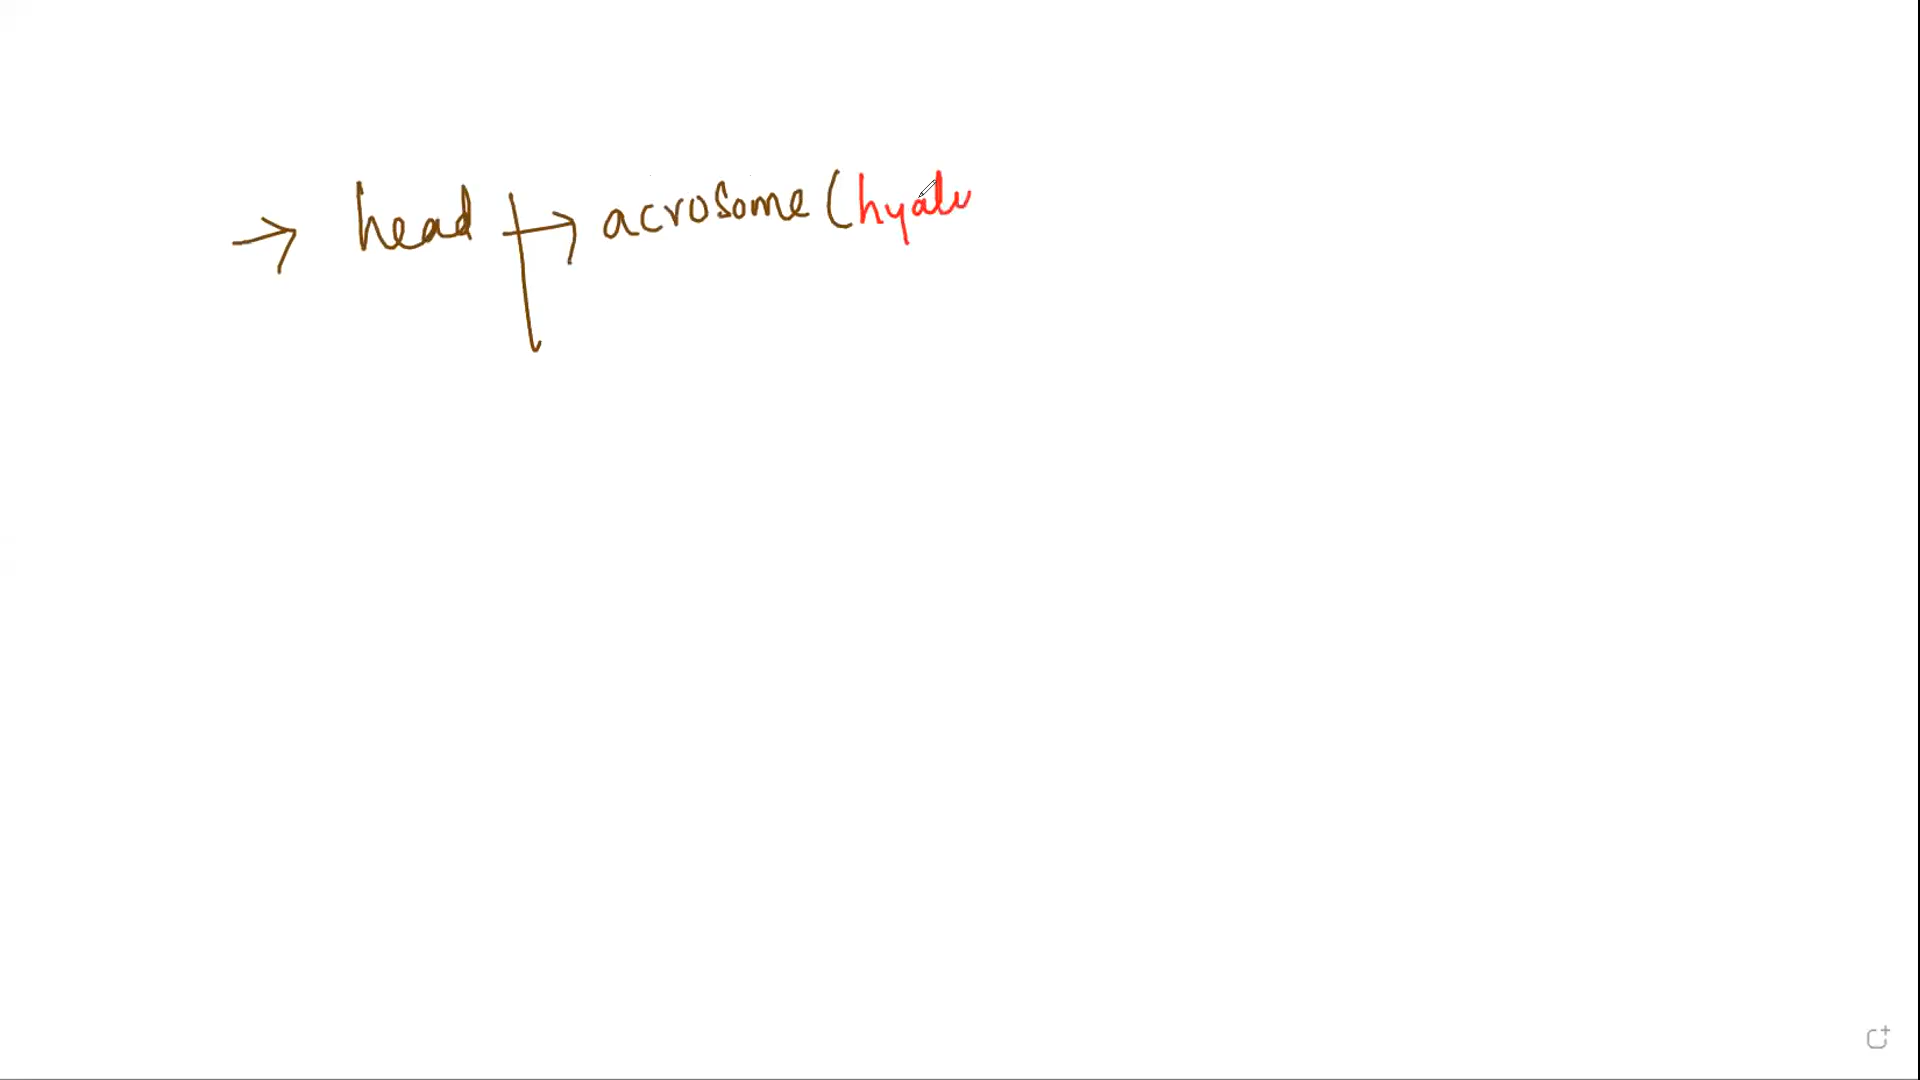 → head → acrosome (hyalu